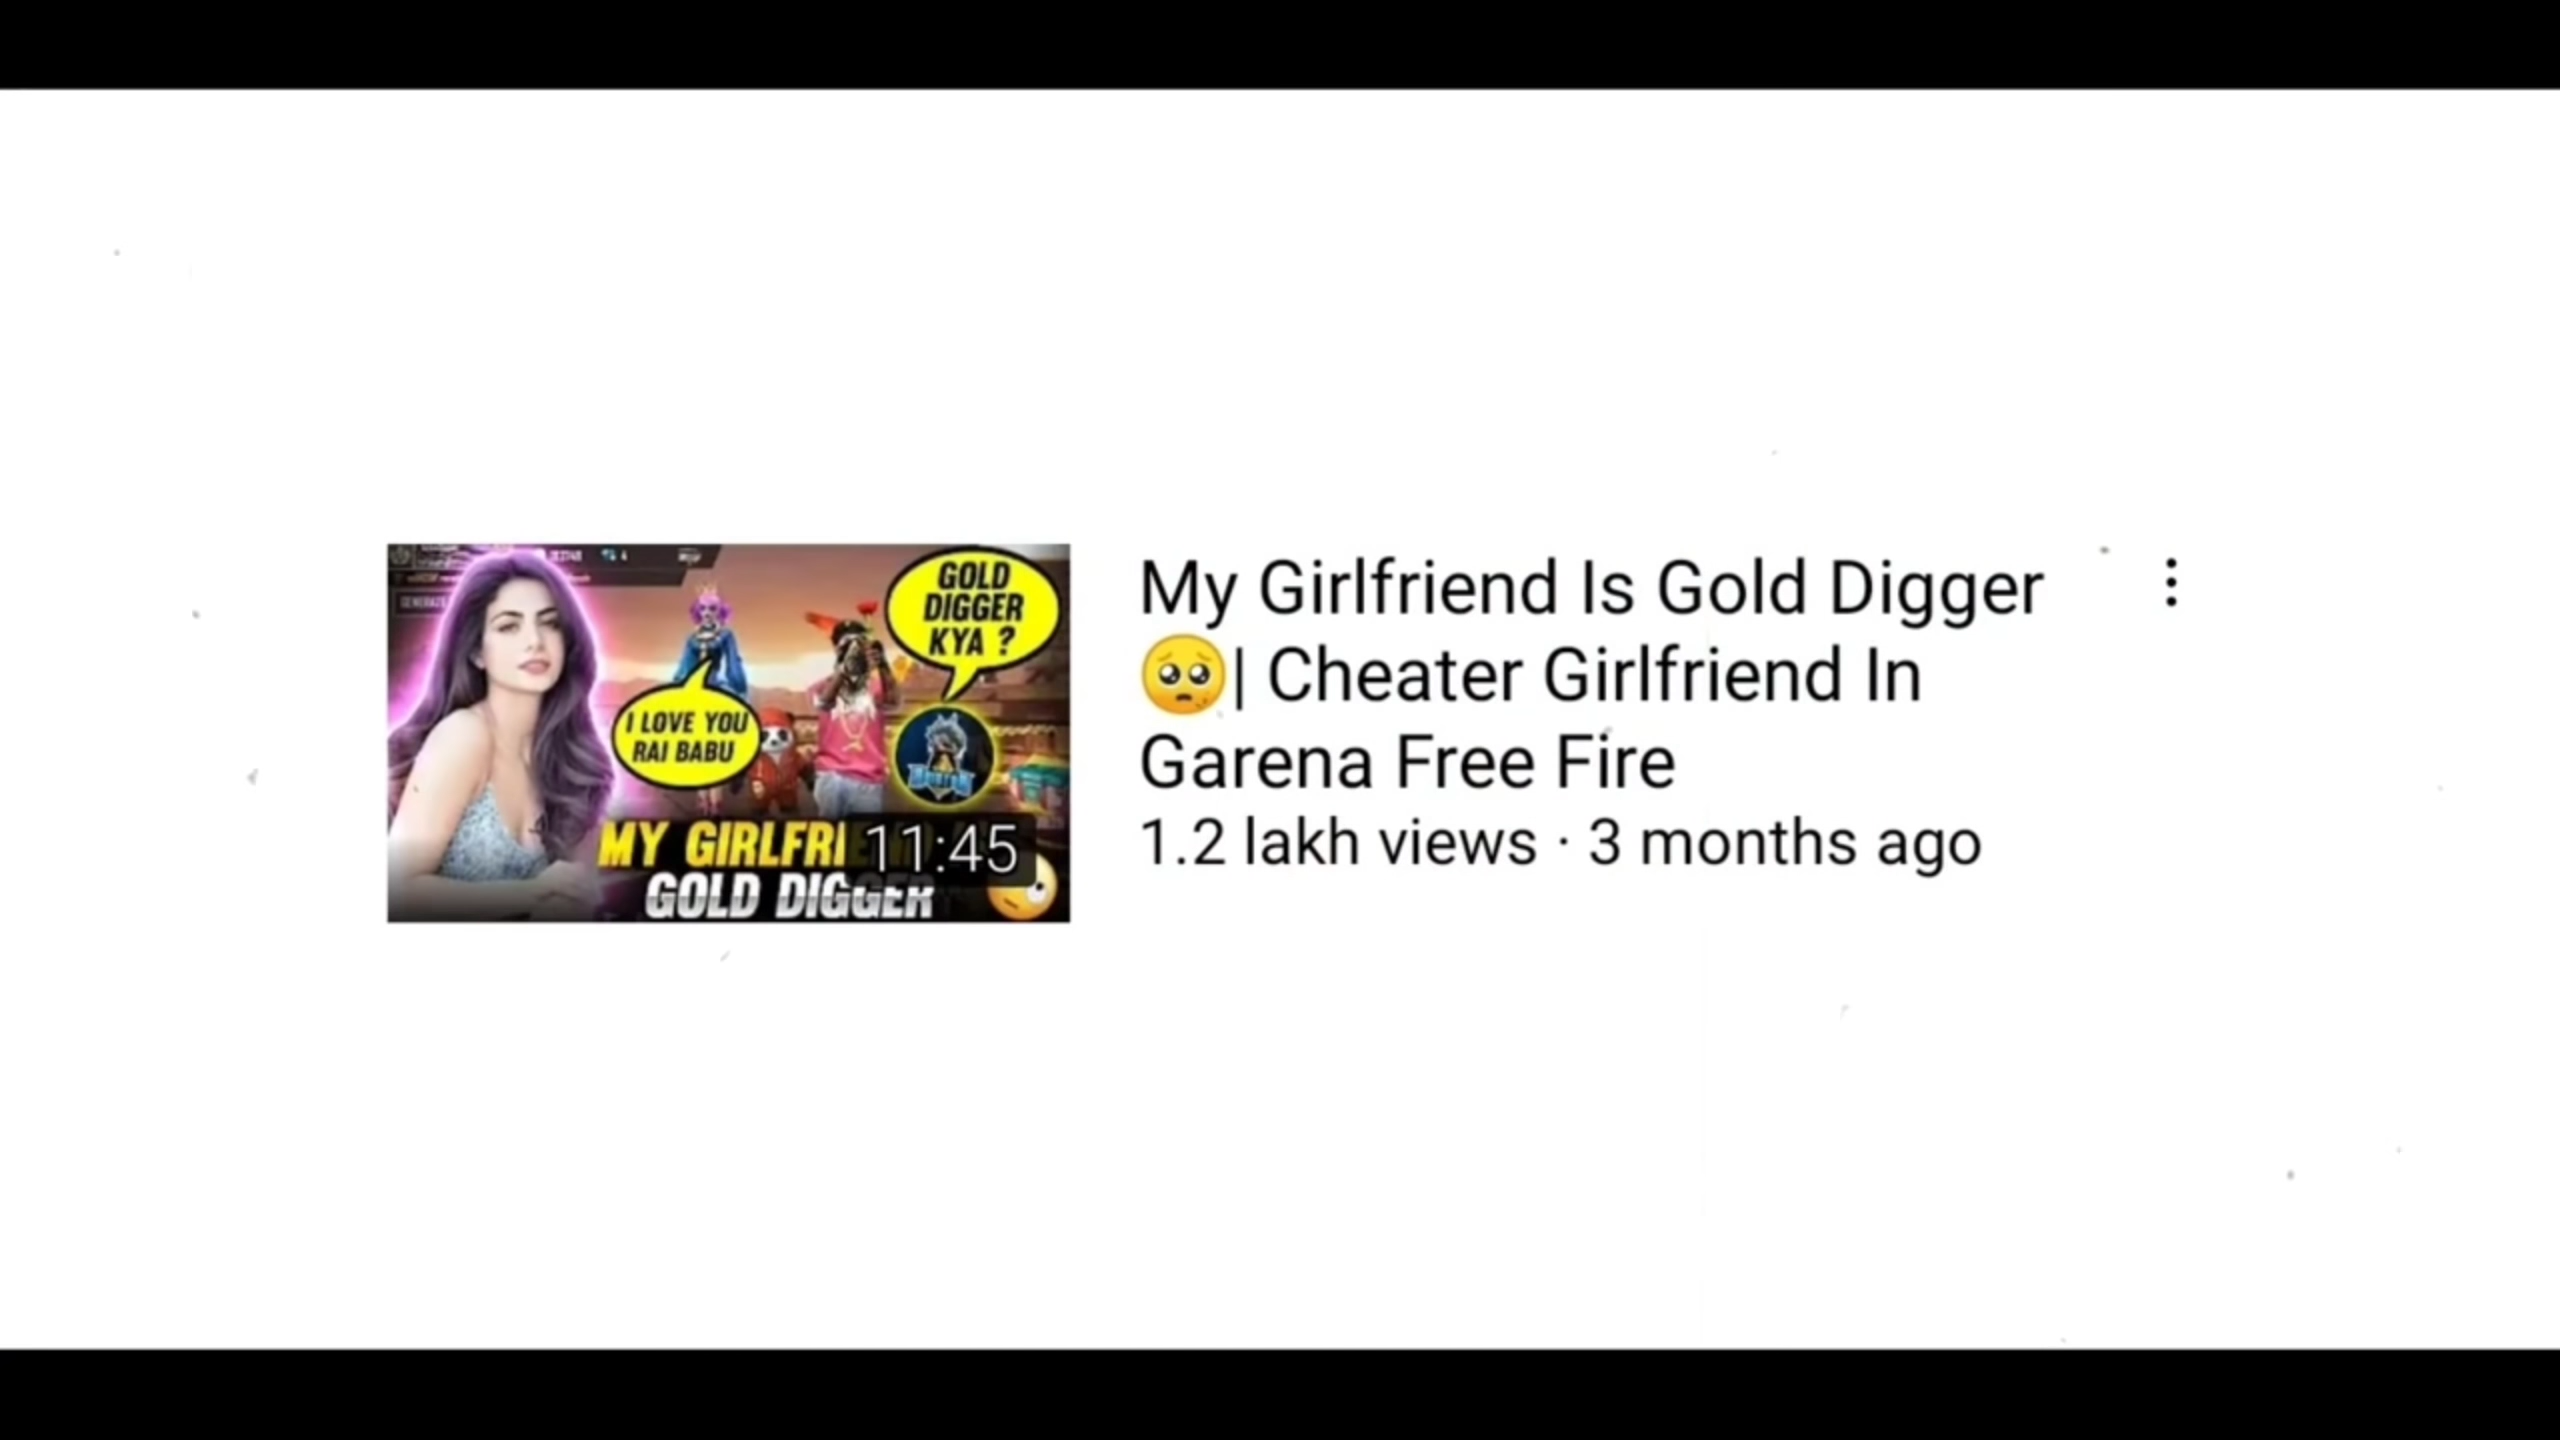 GOLD
DIGGER
KYA ?
I LOVE YOU
RAI BABU
MY GIRLFRI
11:45
GOLD DIGGER
My Girlfriend Is Gold Digger
🥺| Cheater Girlfriend In
Garena Free Fire
1.2 lakh views · 3 months ago